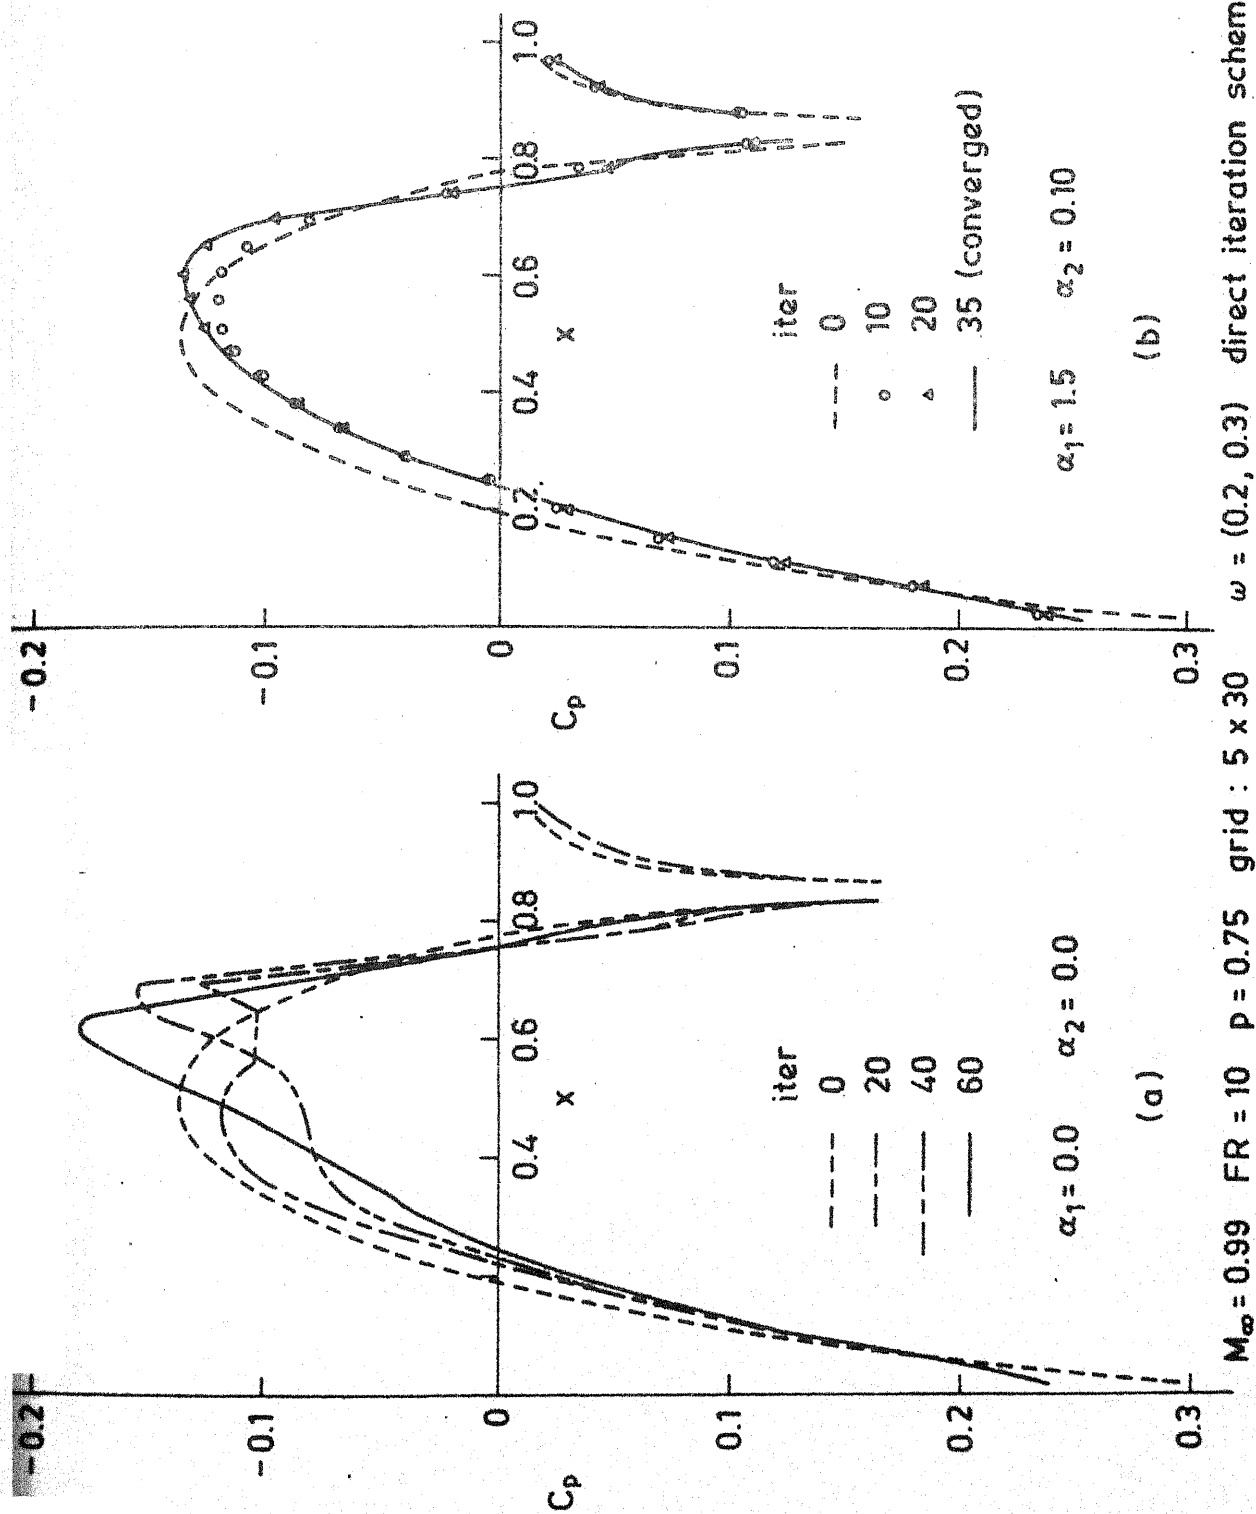 -0.2
-0.1
0
0.1
0.2
0.3
Cp
0.4
0.6
0.8
1.0
x
iter
0
20
40
60
α₁ = 0.0 α₂ = 0.0
(a)
-0.2
-0.1
0
0.1
0.2
0.3
Cp
0.2
0.4
0.6
0.8
1.0
x
iter
0
10
20
35 (converged)
α₁ = 1.5 α₂ = 0.10
(b)
M∞ = 0.99 FR = 10 p = 0.75 grid : 5 x 30 ω = (0.2, 0.3) direct iteration schem